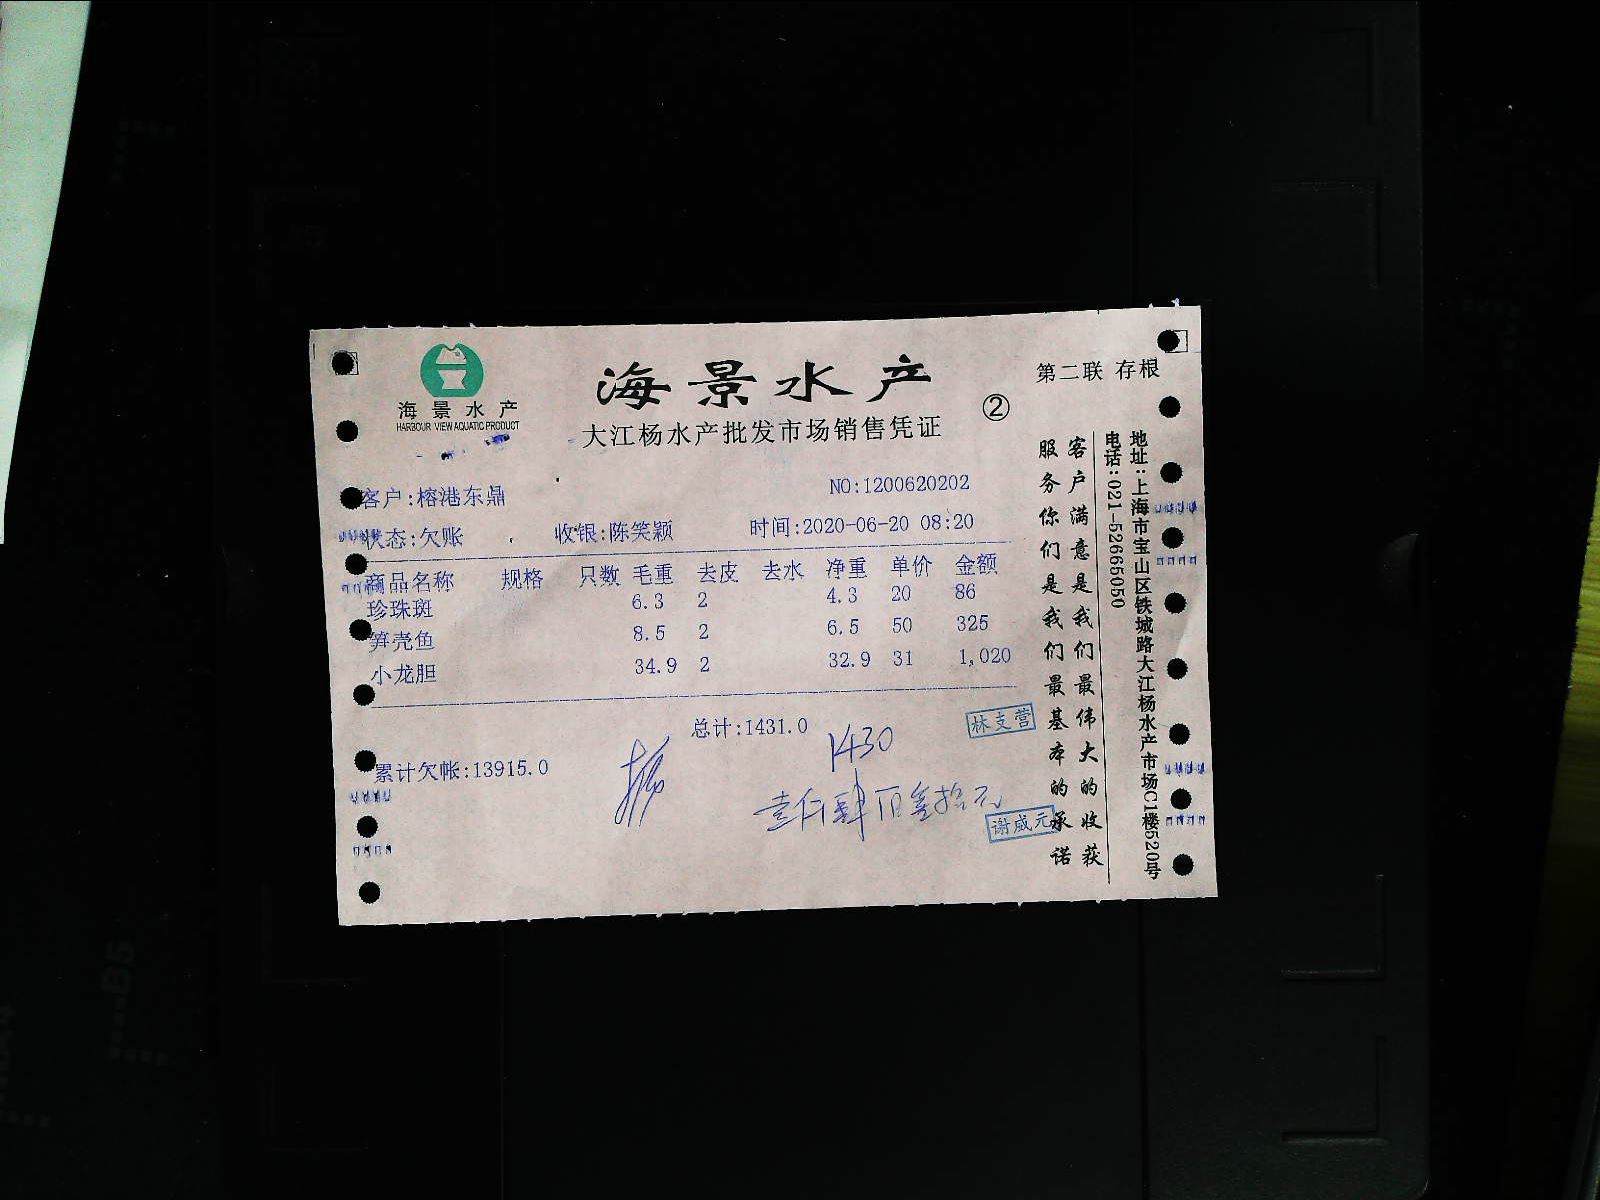 海景水产
HARBOUR VIEW AQUATIC PRODUCT
海景水产
大江杨水产批发市场销售凭证
②
第二联 存根
客户:榕港东鼎
NO:1200620202
状态:欠账 收银:陈笑颖 时间:2020-06-20 08:20
商品名称 规格 只数 毛重 去皮 去水 净重 单价 金额
珍珠斑 6.3 2 4.3 20 86
笋壳鱼 8.5 2 6.5 50 325
小龙胆 34.9 2 32.9 31 1,020
总计:1431.0
1430
林支营
累计欠帐:13915.0
壹仟肆佰叁拾元
谢威元
客户满意是我们最伟大的收获
服务你们是我们最基本的承诺
地址:上海市宝山区铁城路大江杨水产市场C1楼520号
电话:021-52665050